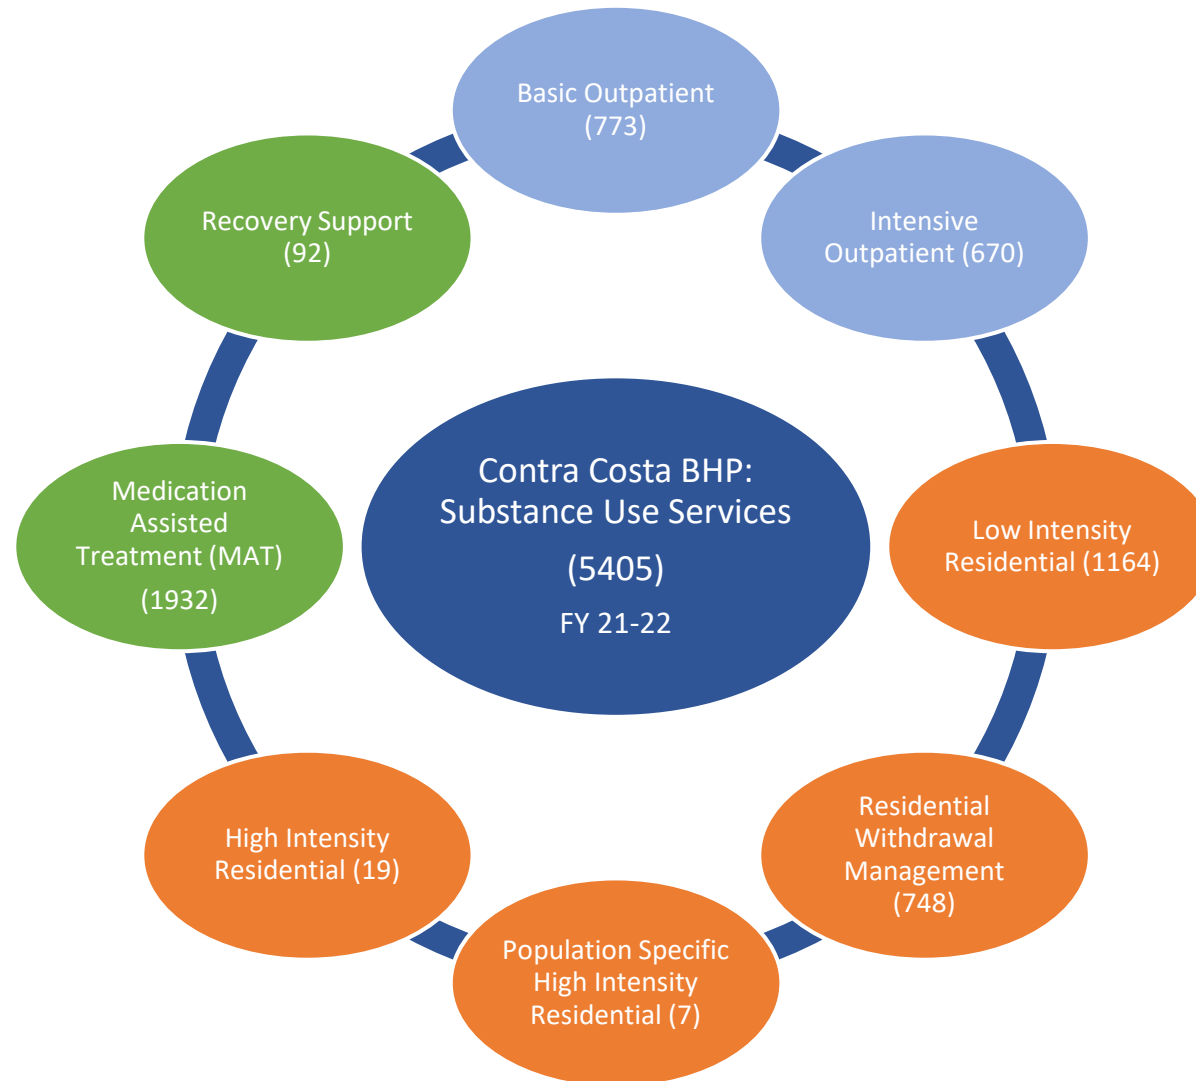 Basic Outpatient
(773)
Intensive
Outpatient (670)
Low Intensity
Residential (1164)
Residential
Withdrawal
Management
(748)
Population Specific
High Intensity
Residential (7)
High Intensity
Residential (19)
Medication
Assisted
Treatment (MAT)
(1932)
Recovery Support
(92)
Contra Costa BHP:
Substance Use Services
(5405)
FY 21-22